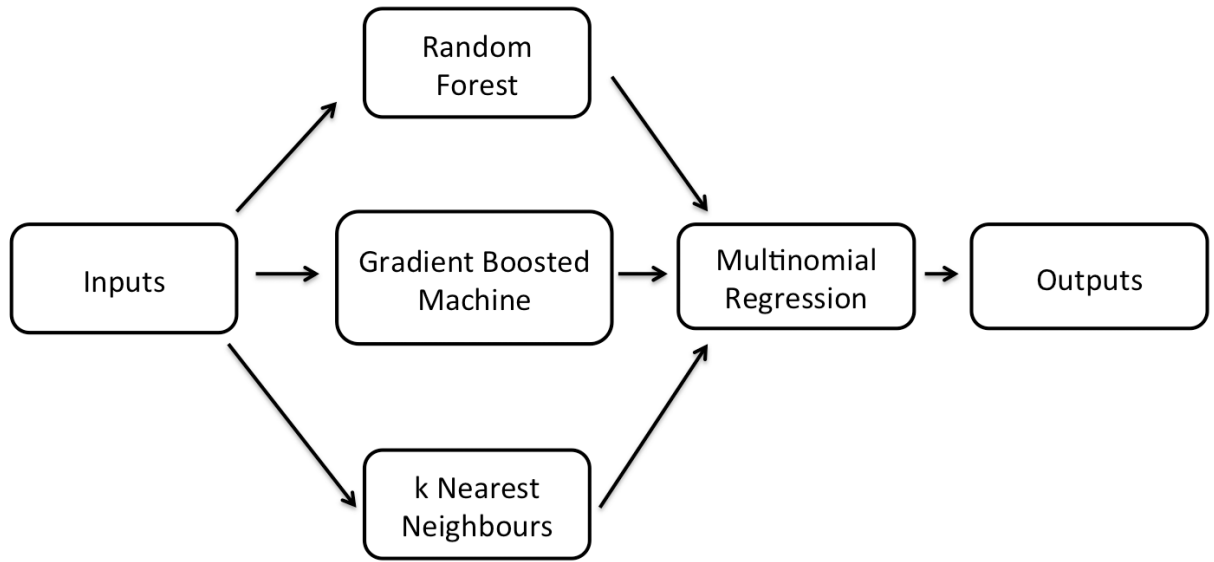 Random
Forest
Inputs
Gradient Boosted
Machine
Multinomial
Regression
Outputs
k Nearest
Neighbours